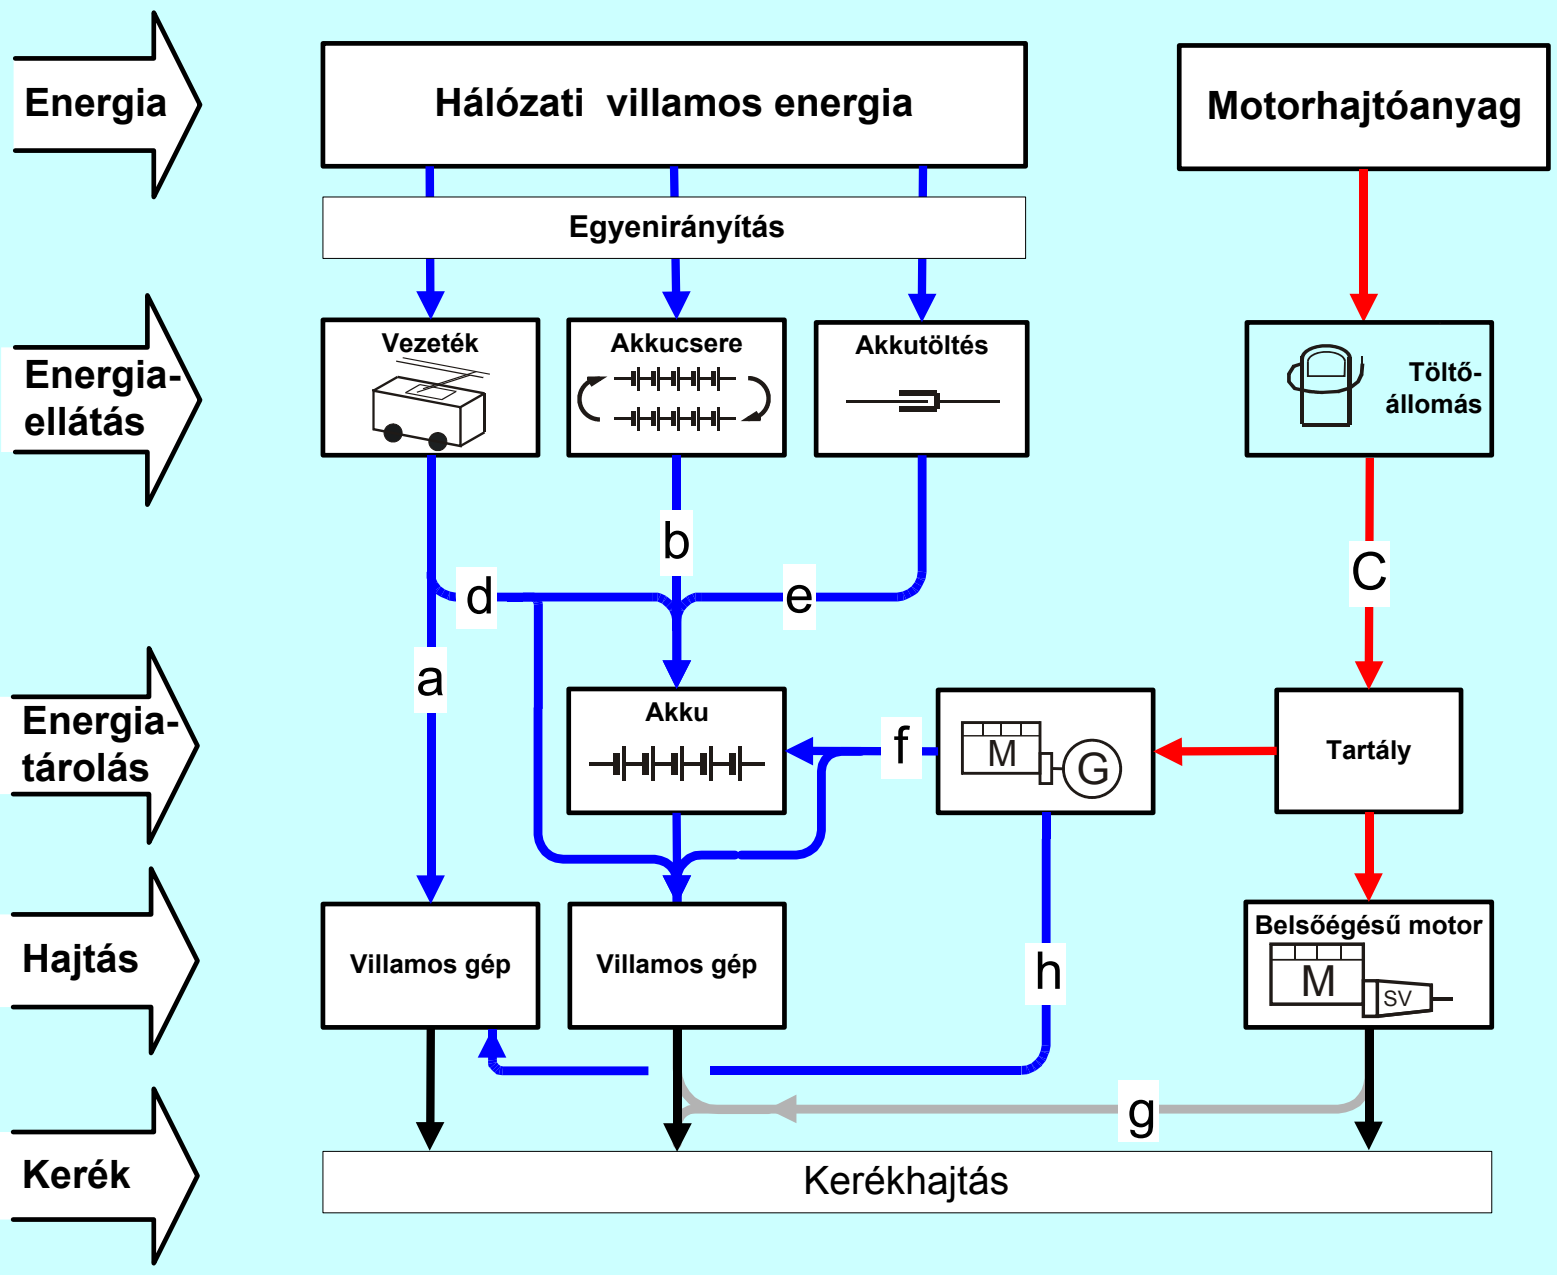 Energia
Hálózati villamos energia
Motorhajtóanyag
Egyenirányítás
Energia-
ellátás
Vezeték
Akkucsere
Akkutöltés
Töltő-
állomás
b
C
d
e
a
Energia-
tárolás
Akku
f
M
G
Tartály
Hajtás
Villamos gép
Villamos gép
h
Belsőégésű motor
M
SV
g
Kerék
Kerékhajtás